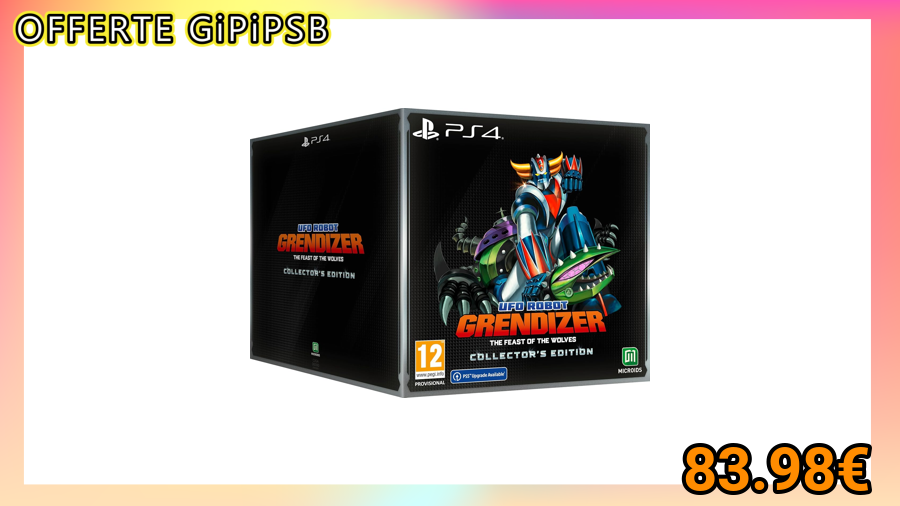 OFFERTE GiPiPSB
PS4
UFO ROBOT
GRENDIZER
THE FEAST OF THE WOLVES
COLLECTOR'S EDITION
MICROIDS
PS4
UFO ROBOT
GRENDIZER
THE FEAST OF THE WOLVES
COLLECTOR'S EDITION
12
www.pegi.info
PROVISIONAL
PS5 Upgrade Available
MICROIDS
83.98€